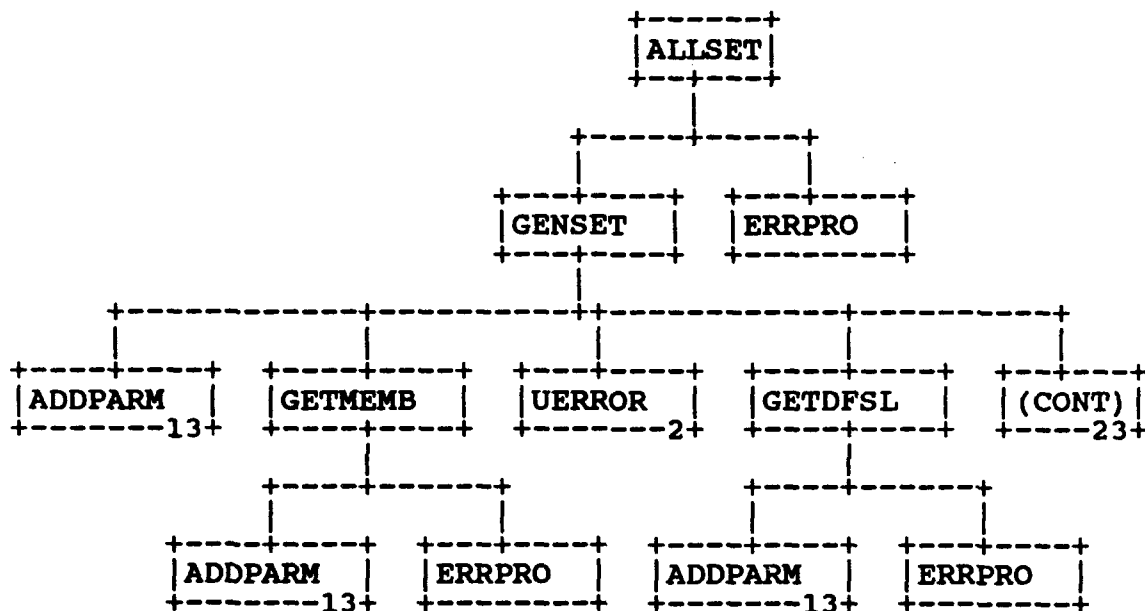 ALLSET
GENSET ERRPRO
ADDPARM GETMEMB UERROR GETDFSL (CONT)
13 2 23
ADDPARM ERRPRO ADDPARM ERRPRO
13 13